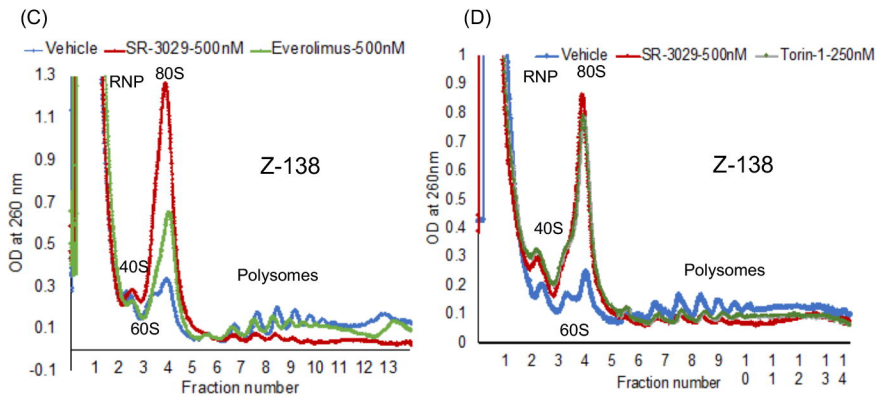 (C)
Vehicle SR-3029-500nM Everolimus-500nM
1.3
1.1
0.9
0.7
0.5
0.3
0.1
-0.1
OD at 260 nm
RNP
80S
Z-138
40S
60S
Polysomes
1 2 3 4 5 6 7 8 9 10 11 12 13
Fraction number
(D)
Vehicle SR-3029-500nM Torin-1-250nM
1
0.9
0.8
0.7
0.6
0.5
0.4
0.3
0.2
0.1
0
OD at 260nm
RNP
80S
Z-138
40S
60S
Polysomes
1 2 3 4 5 6 7 8 9 1 1 1 1 1
0 1 2 3 4
Fraction number